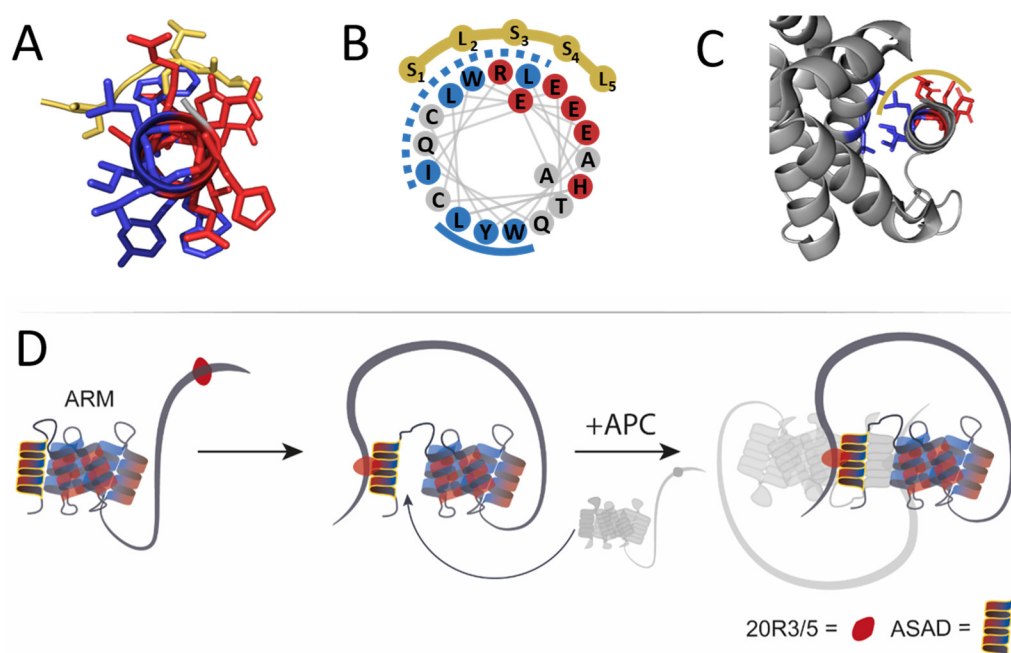 A
B
C
S1 L2 S3 S4 L5
L W R L E
C E E
Q E
I A A
C H
L Y W Q T
D
ARM
+APC
20R3/5 = ASAD =